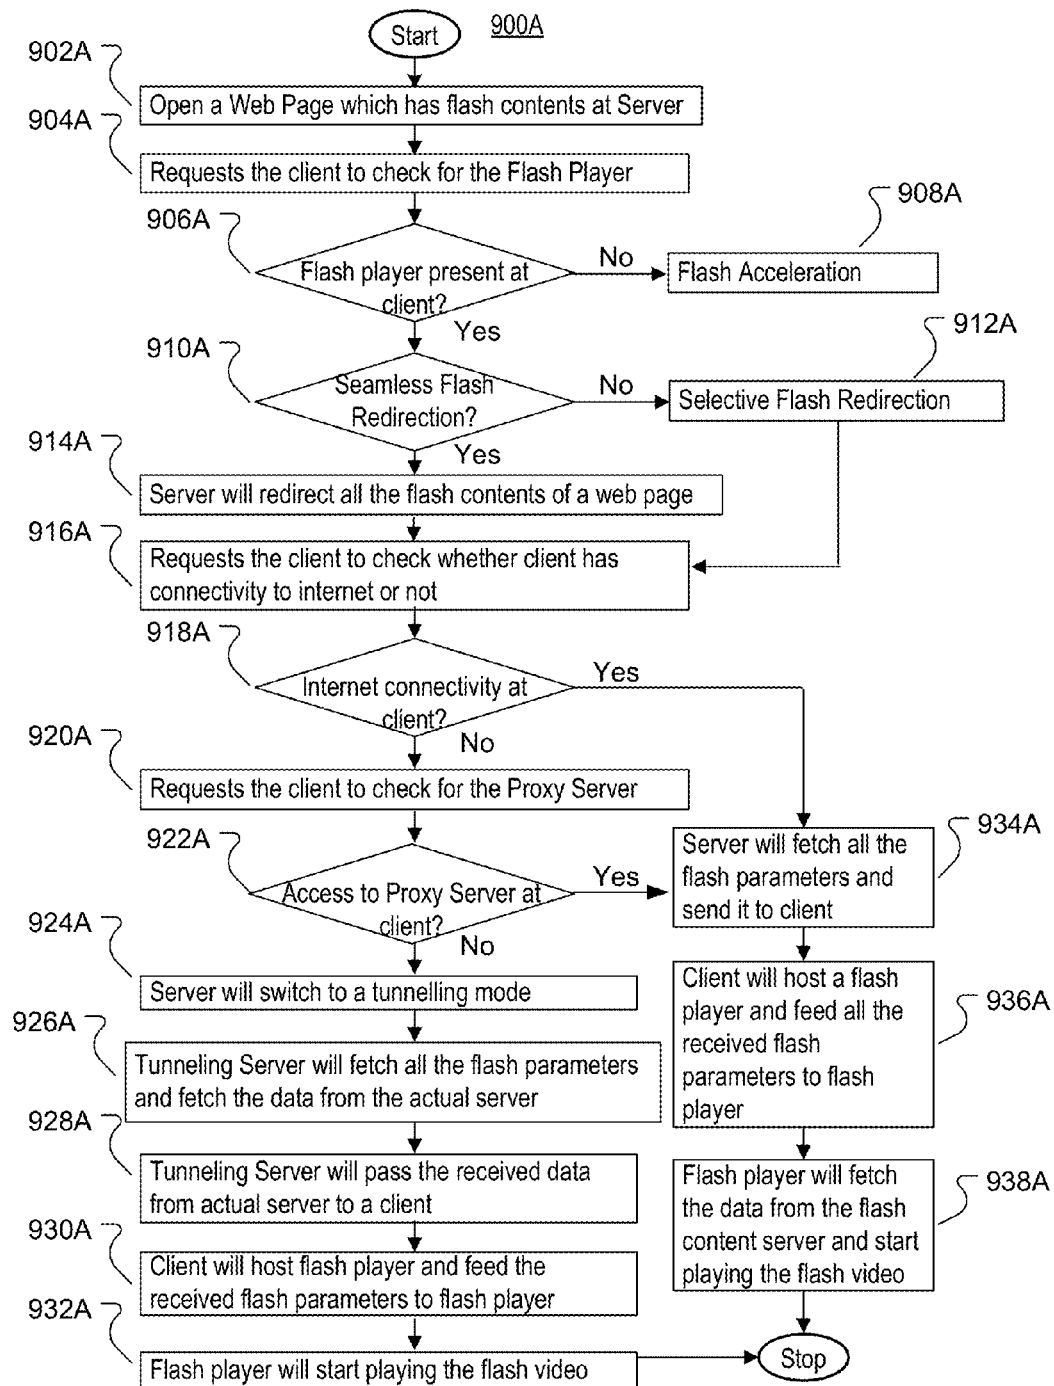 Start
900A
902A
Open a Web Page which has flash contents at Server
904A
Requests the client to check for the Flash Player
906A
Flash player present at
client?
No
908A
Flash Acceleration
Yes
910A
Seamless Flash
Redirection?
No
912A
Selective Flash Redirection
Yes
914A
Server will redirect all the flash contents of a web page
916A
Requests the client to check whether client has
connectivity to internet or not
918A
Internet connectivity at
client?
Yes
No
920A
Requests the client to check for the Proxy Server
922A
Access to Proxy Server at
client?
Yes
No
924A
Server will switch to a tunnelling mode
926A
Tunneling Server will fetch all the flash parameters
and fetch the data from the actual server
928A
Tunneling Server will pass the received data
from actual server to a client
930A
Client will host flash player and feed the
received flash parameters to flash player
932A
Flash player will start playing the flash video
934A
Server will fetch all the
flash parameters and
send it to client
936A
Client will host a flash
player and feed all the
received flash
parameters to flash
player
938A
Flash player will fetch
the data from the flash
content server and start
playing the flash video
Stop